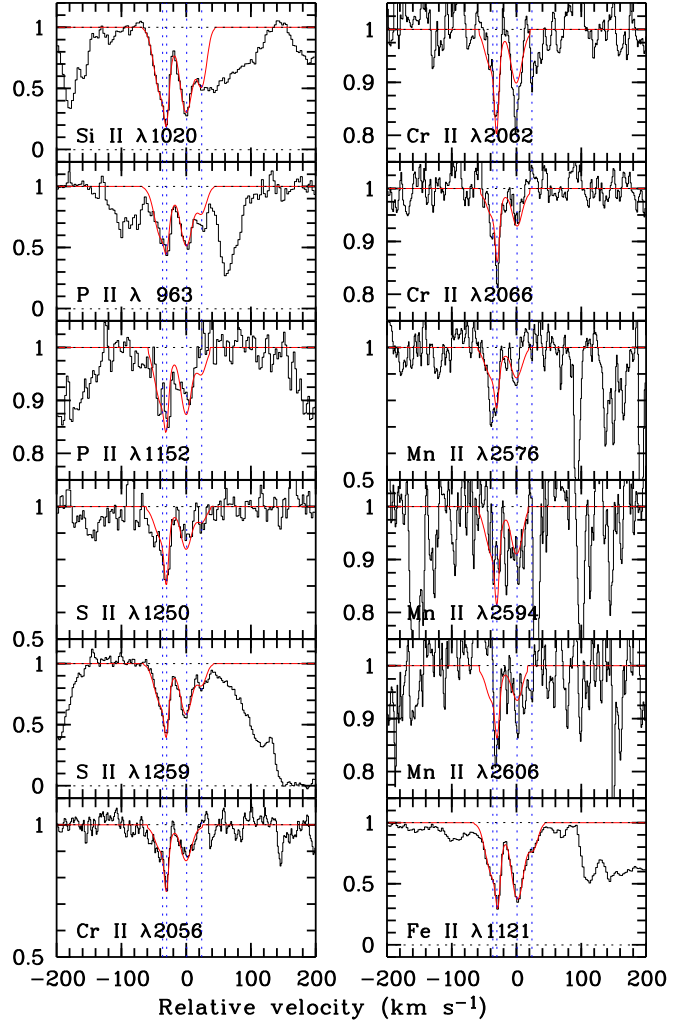 1
0.5
0
Si II λ1020
1
0.5
0
P II λ 963
1
0.9
0.8
P II λ1152
1
0.5
S II λ1250
1
0.5
0
S II λ1259
1
0.5
Cr II λ2056
-200 -100 0 100 200
1
0.9
0.8
Cr II λ2062
1
0.9
0.8
Cr II λ2066
1
0.5
Mn II λ2576
1
0.9
0.8
Mn II λ2594
1
0.9
0.8
Mn II λ2606
1
0.5
0
Fe II λ1121
-200 -100 0 100 200
Relative velocity (km s⁻¹)